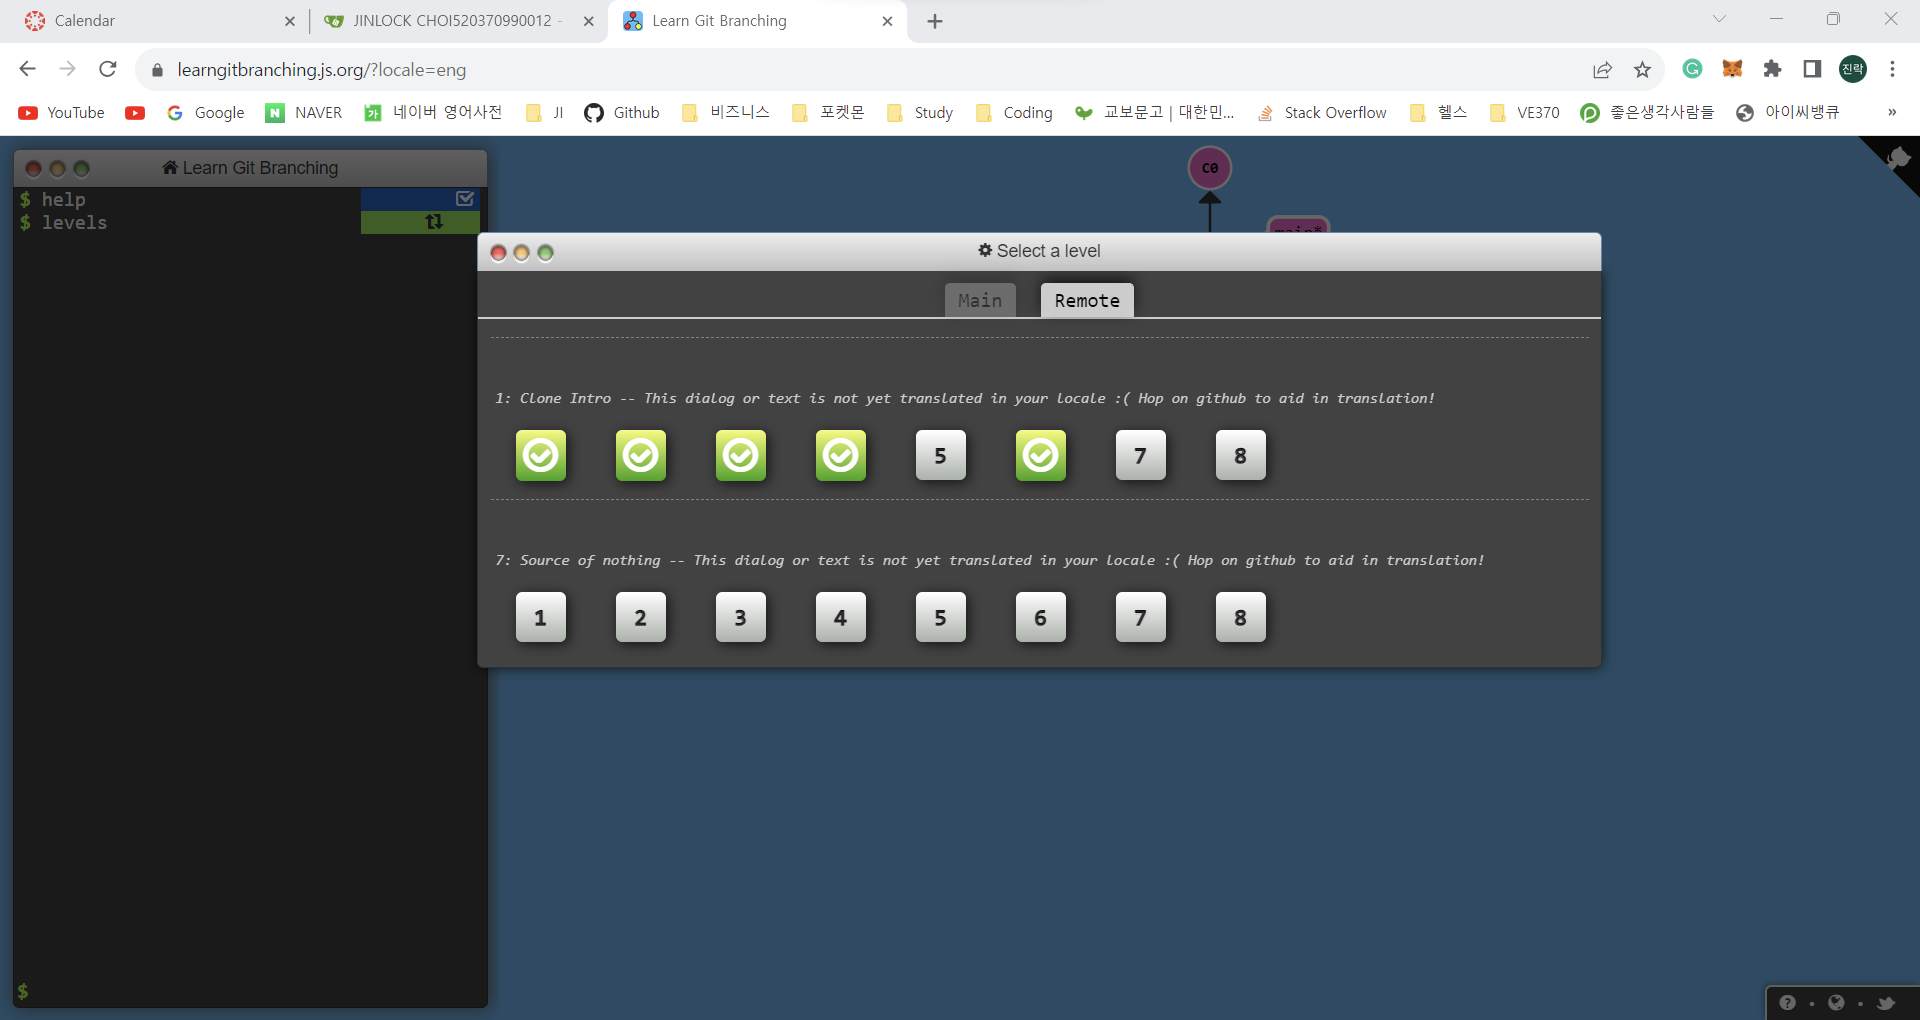 Calendar
JINLOCK CHOI520370990012 -
Learn Git Branching
learngitbranching.js.org/?locale=eng
진락
YouTube
Google
NAVER
네이버 영어사전
JI
Github
비즈니스
포켓몬
Study
Coding
교보문고 | 대한민...
Stack Overflow
헬스
VE370
좋은생각사람들
아이씨뱅큐
»
Learn Git Branching
$ help
$ levels
C0
main*
Select a level
Main
Remote
1: Clone Intro -- This dialog or text is not yet translated in your locale :( Hop on github to aid in translation!
5
7
8
7: Source of nothing -- This dialog or text is not yet translated in your locale :( Hop on github to aid in translation!
1 2 3 4 5 6 7 8
$